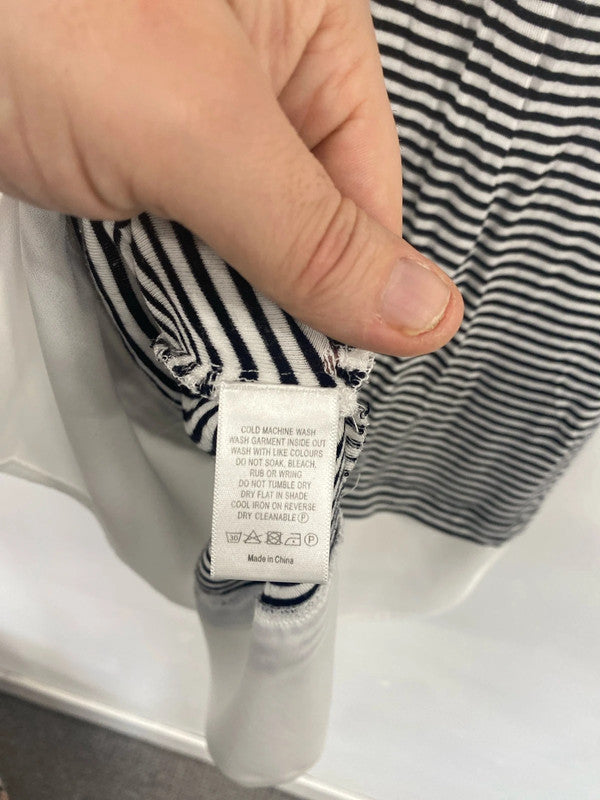 COLD MACHINE WASH
WASH GARMENT INSIDE OUT
WASH WITH LIKE COLOURS
DO NOT SOAK, BLEACH,
RUB OR WRING
DO NOT TUMBLE DRY
DRY FLAT IN SHADE
COOL IRON ON REVERSE
DRY CLEANABLE Ⓟ
30 Ⓟ
Made in China